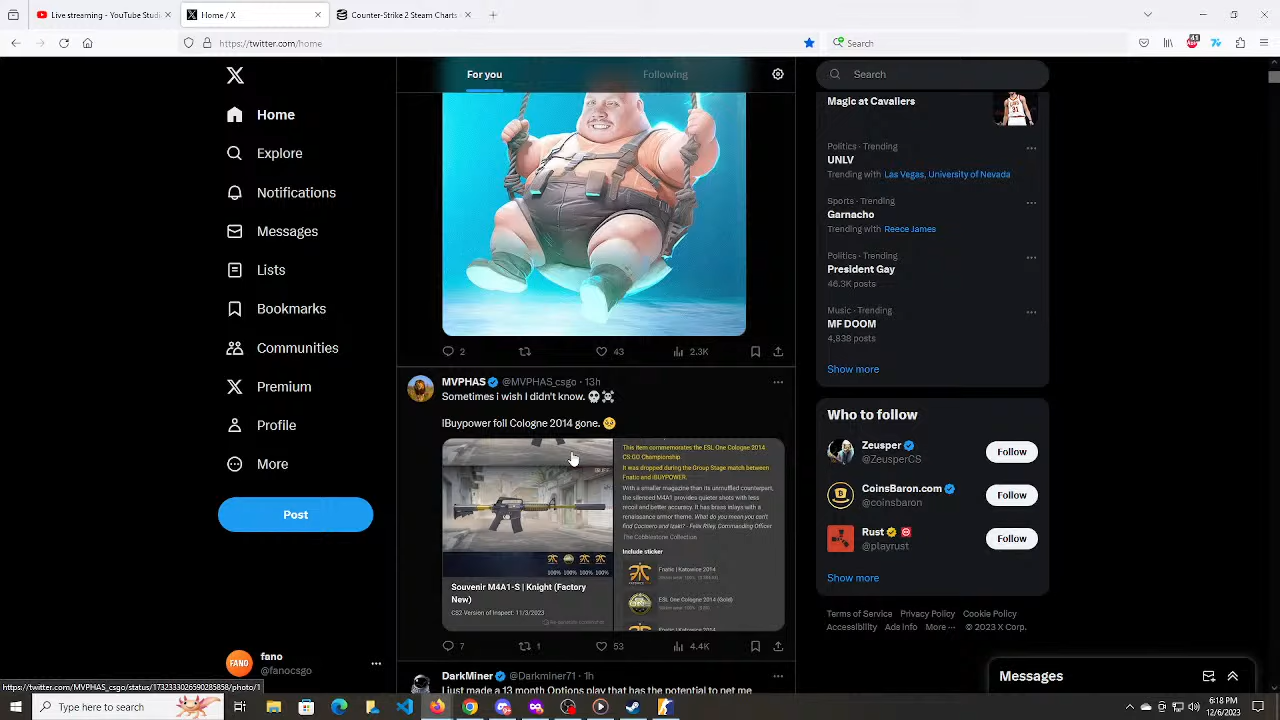 Live streams - YouTube Studio
Home / X
Counter-Strike 2 Steam Charts
https://twitter.com/home
Search
For you
Following
Search
Home
Explore
Notifications
Messages
Lists
Bookmarks
Communities
Premium
Profile
More
Post
fano
@fanocsgo
2
43
2.3K
MVPHAS @MVPHAS_csgo · 13h
Sometimes i wish I didn't know. 💀☠️
IBuypower foil Cologne 2014 gone. 🥺
This item commemorates the ESL One Cologne 2014
CS:GO Championship.
It was dropped during the Group Stage match between
Fnatic and iBUYPOWER.
With a smaller magazine than its unmuffled counterpart,
the silenced M4A1 provides quieter shots with less
recoil and better accuracy. It has brass inlays with a
renaissance armor theme. What do you mean you can't
find Booth and Felix Riley, Commanding Officer
The Cobblestone Collection
Include sticker
Fnatic | Katowice 2014
ESL One Cologne 2014 (Gold)
Fnatic | Katowice 2014
BUFF
100% 100% 100% 100%
Souvenir M4A1-S | Knight (Factory
New)
CS2 Version of Inspect: 11/3/2023
Re-generate screenshot
7
1
53
4.4K
DarkMiner @Darkminer71 · 1h
I just made a 13 month Options play that has the potential to net me
Magic at Cavaliers
Politics · Trending
UNLV
Trending with Las Vegas, University of Nevada
Sports · Trending
Garnacho
Trending with Reece James
Politics · Trending
President Gay
46.3K posts
Music · Trending
MF DOOM
4,838 posts
Show more
Who to follow
Zeusper
@ZeusperCS
Follow
CoinsBaron.com
@coinsbaron
Follow
Rust
@playrust
Follow
Show more
Terms of Service Privacy Policy Cookie Policy
Accessibility Ads info More ··· © 2023 X Corp.
Messages
https://twitter.com/MVPHAS_csgo/status/1732333026590289858/photo/1
Type here to search
6:18 PM
12/6/2023